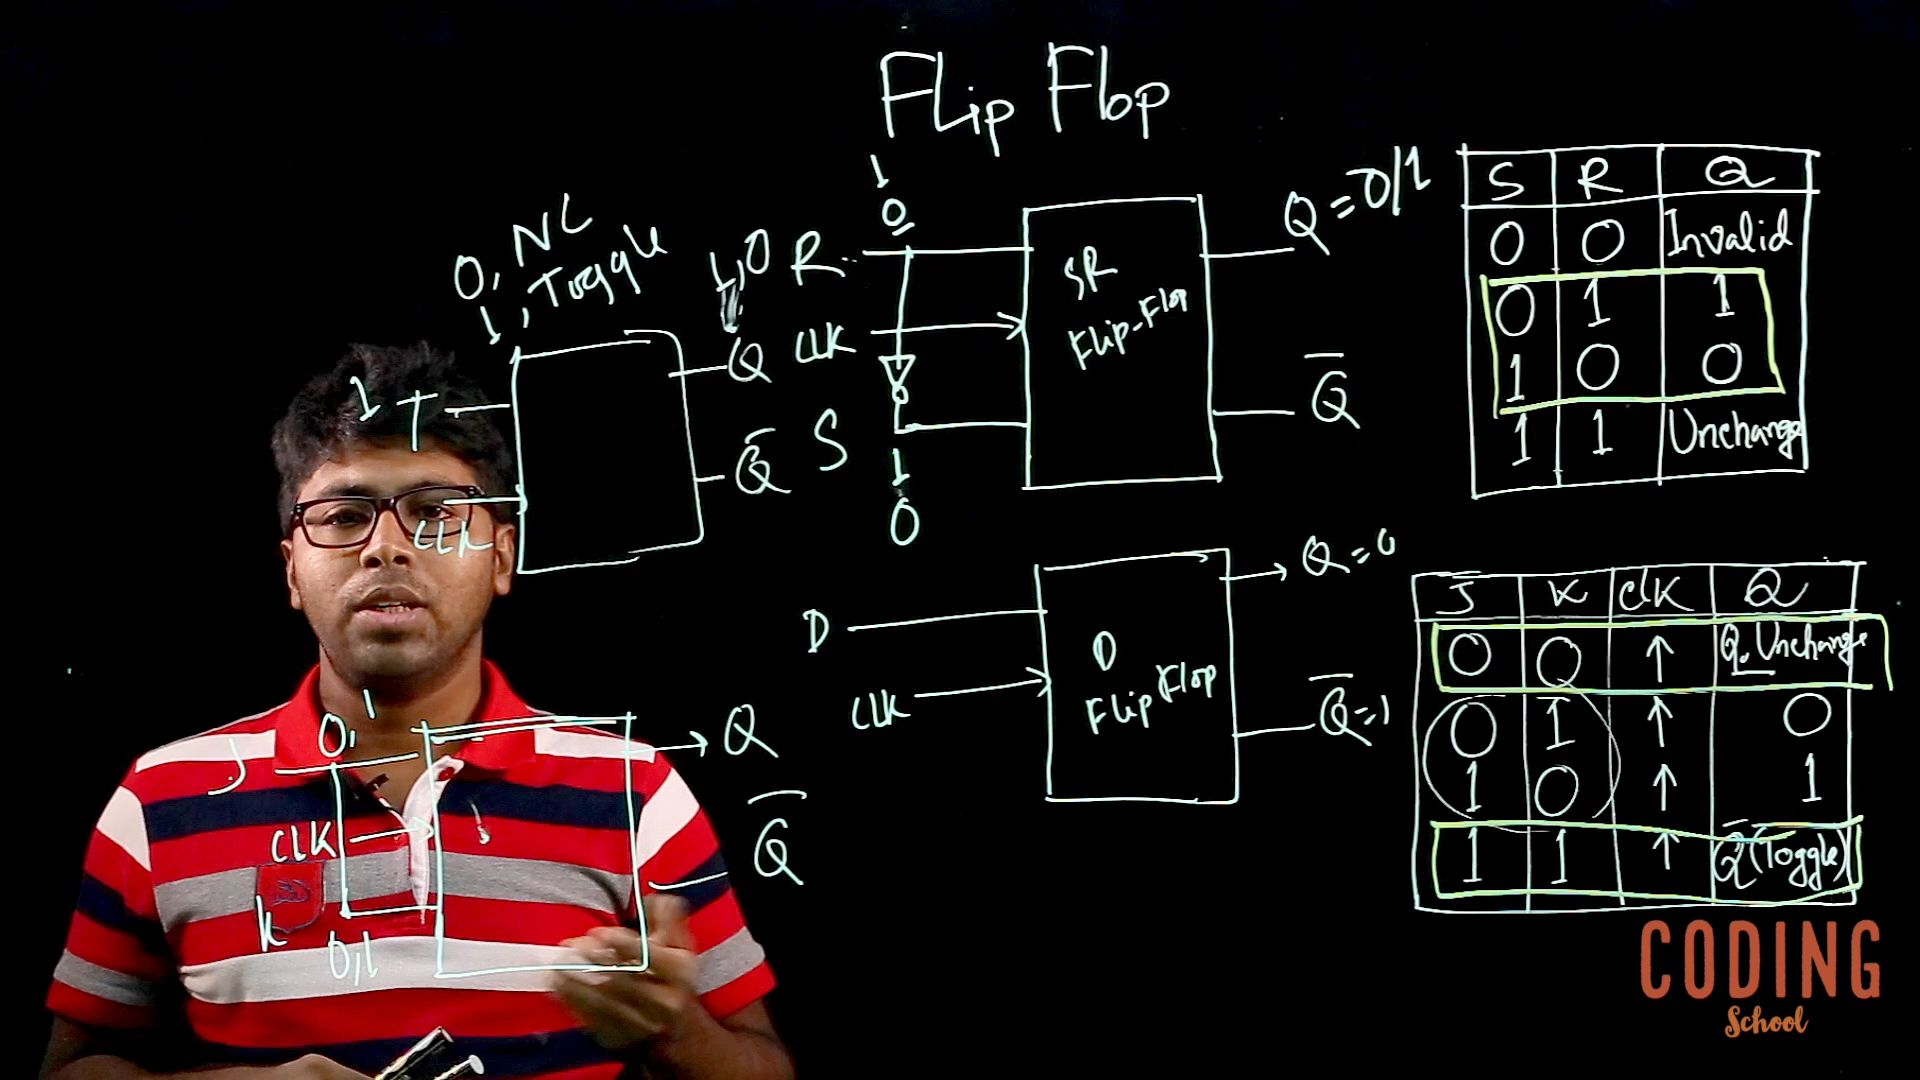 Flip Flop
0, NC
1, Toggle
1 T
CLK
1,0
Q
Q̅
1
0
R
CLK
S
1
0
SR
Flip-Flop
Q = 0/1
Q̅
S R Q
0 0 Invalid
0 1 1
1 0 0
1 1 Unchange
D
CLK
D
Flip Flop
Q=0
Q̅=1
J K clk Q
0 0 ↑ Q. Unchange
0 1 ↑ 0
1 0 ↑ 1
1 1 ↑ Q̅ (Toggle)
J 0,1
CLK
k
0,1
Q
Q̅
CODING
School